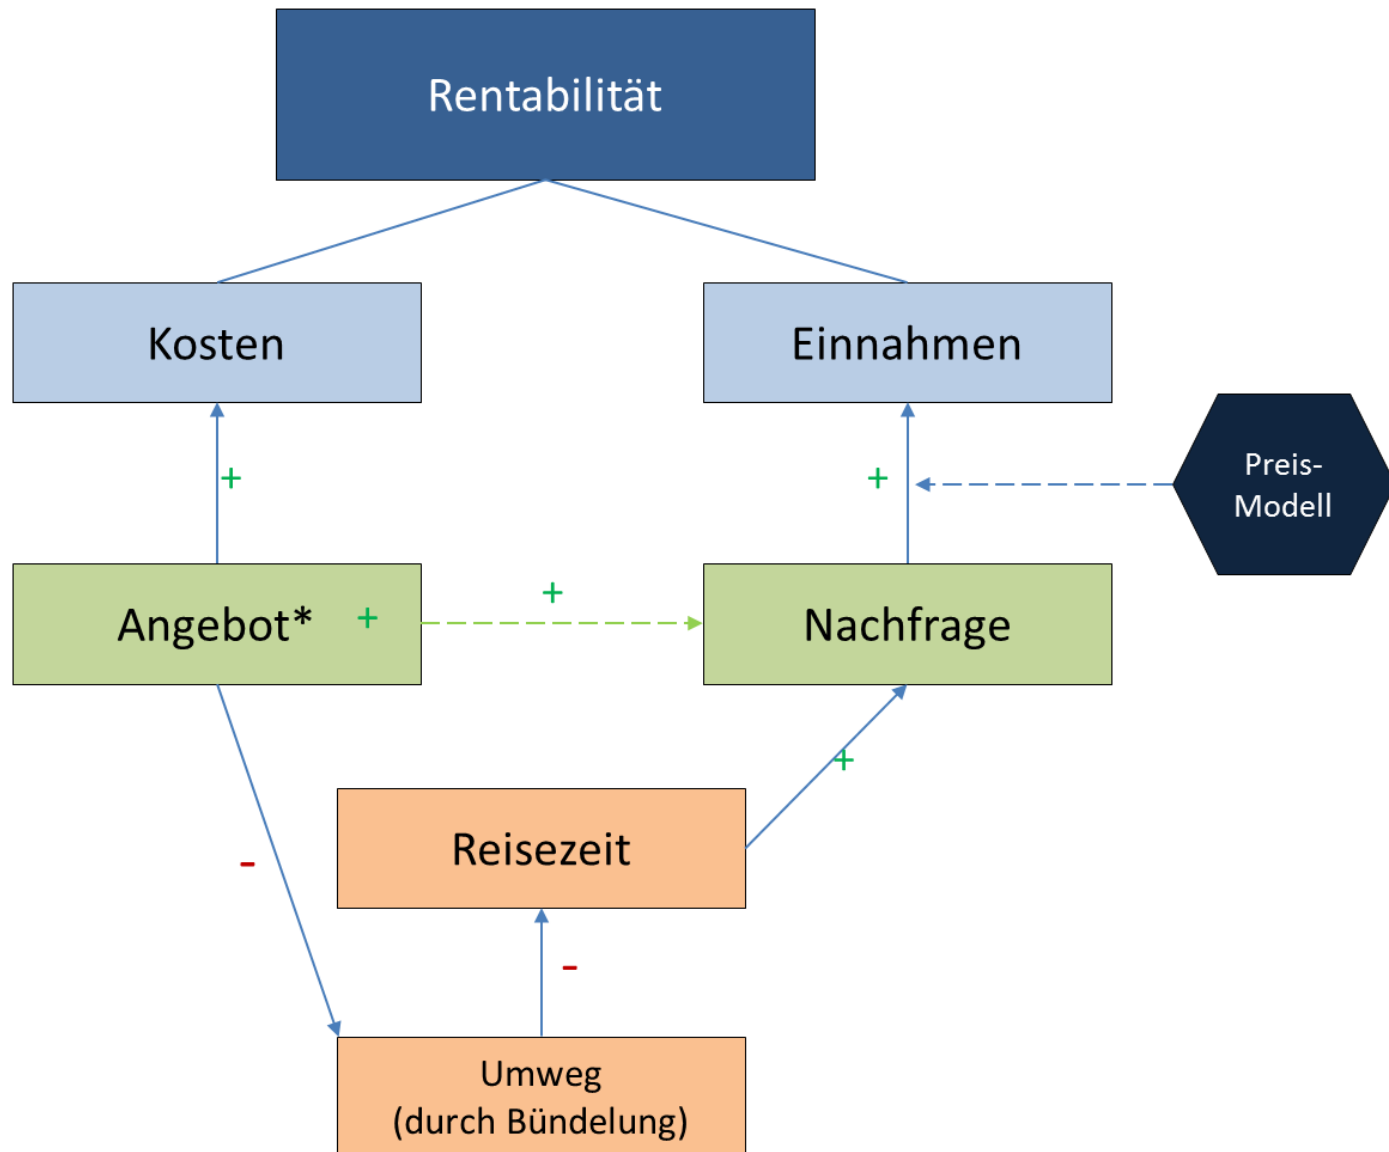 Rentabilität
Kosten
Einnahmen
+
+
Preis-
Modell
Angebot*
+
+
Nachfrage
+
-
Reisezeit
-
Umweg
(durch Bündelung)